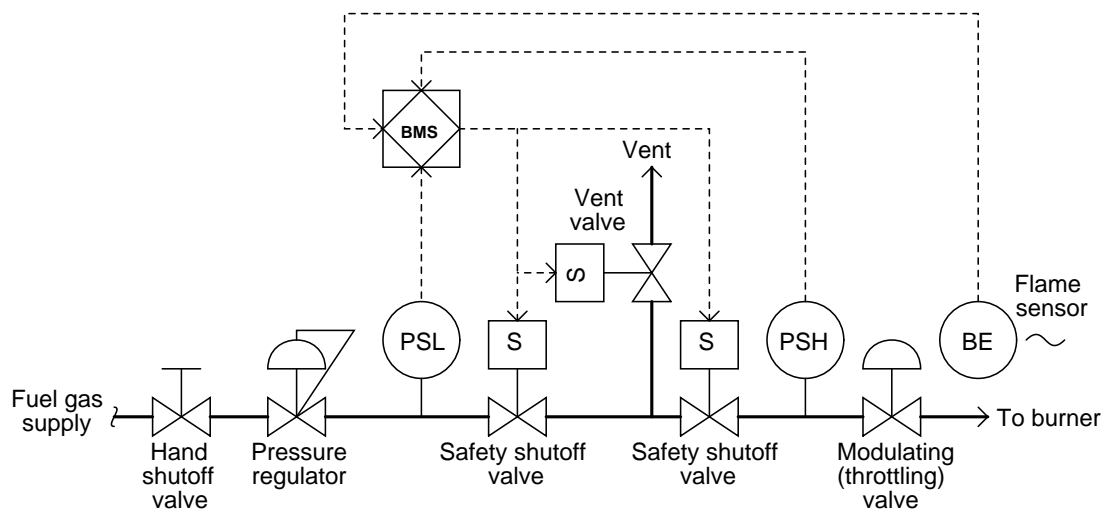 BMS
Vent
Vent
valve
S
Flame
sensor
PSL
S
S
PSH
BE
Fuel gas
supply
To burner
Hand
shutoff
valve
Pressure
regulator
Safety shutoff
valve
Safety shutoff
valve
Modulating
(throttling)
valve